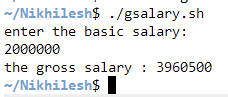 >/Nikhilesh$ ./gsalary.sh
enter the basic salary:
2000000
the gross salary : 3960500
>/Nikhilesh$